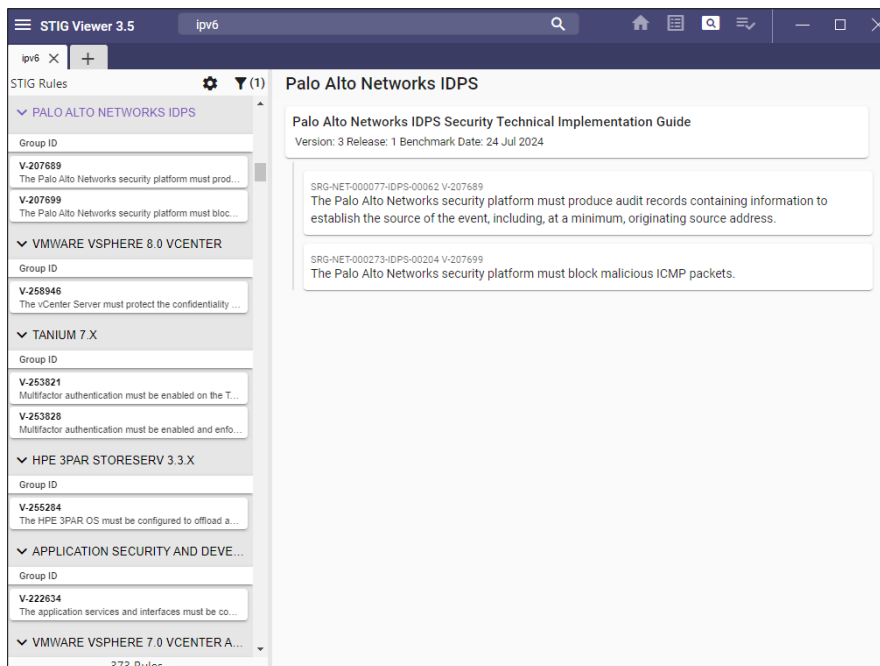 STIG Viewer 3.5
ipv6
ipv6
STIG Rules
(1)
PALO ALTO NETWORKS IDPS
Group ID
V-207689
The Palo Alto Networks security platform must prod...
V-207699
The Palo Alto Networks security platform must bloc...
VMWARE VSPHERE 8.0 VCENTER
Group ID
V-258946
The vCenter Server must protect the confidentiality ...
TANIUM 7.X
Group ID
V-253821
Multifactor authentication must be enabled on the T...
V-253828
Multifactor authentication must be enabled and enfo...
HPE 3PAR STORESERV 3.3.X
Group ID
V-255284
The HPE 3PAR OS must be configured to offload a...
APPLICATION SECURITY AND DEVE...
Group ID
V-222634
The application services and interfaces must be co...
VMWARE VSPHERE 7.0 VCENTER A...
373 Rules
Palo Alto Networks IDPS
Palo Alto Networks IDPS Security Technical Implementation Guide
Version: 3 Release: 1 Benchmark Date: 24 Jul 2024
SRG-NET-000077-IDPS-00062 V-207689
The Palo Alto Networks security platform must produce audit records containing information to
establish the source of the event, including, at a minimum, originating source address.
SRG-NET-000273-IDPS-00204 V-207699
The Palo Alto Networks security platform must block malicious ICMP packets.